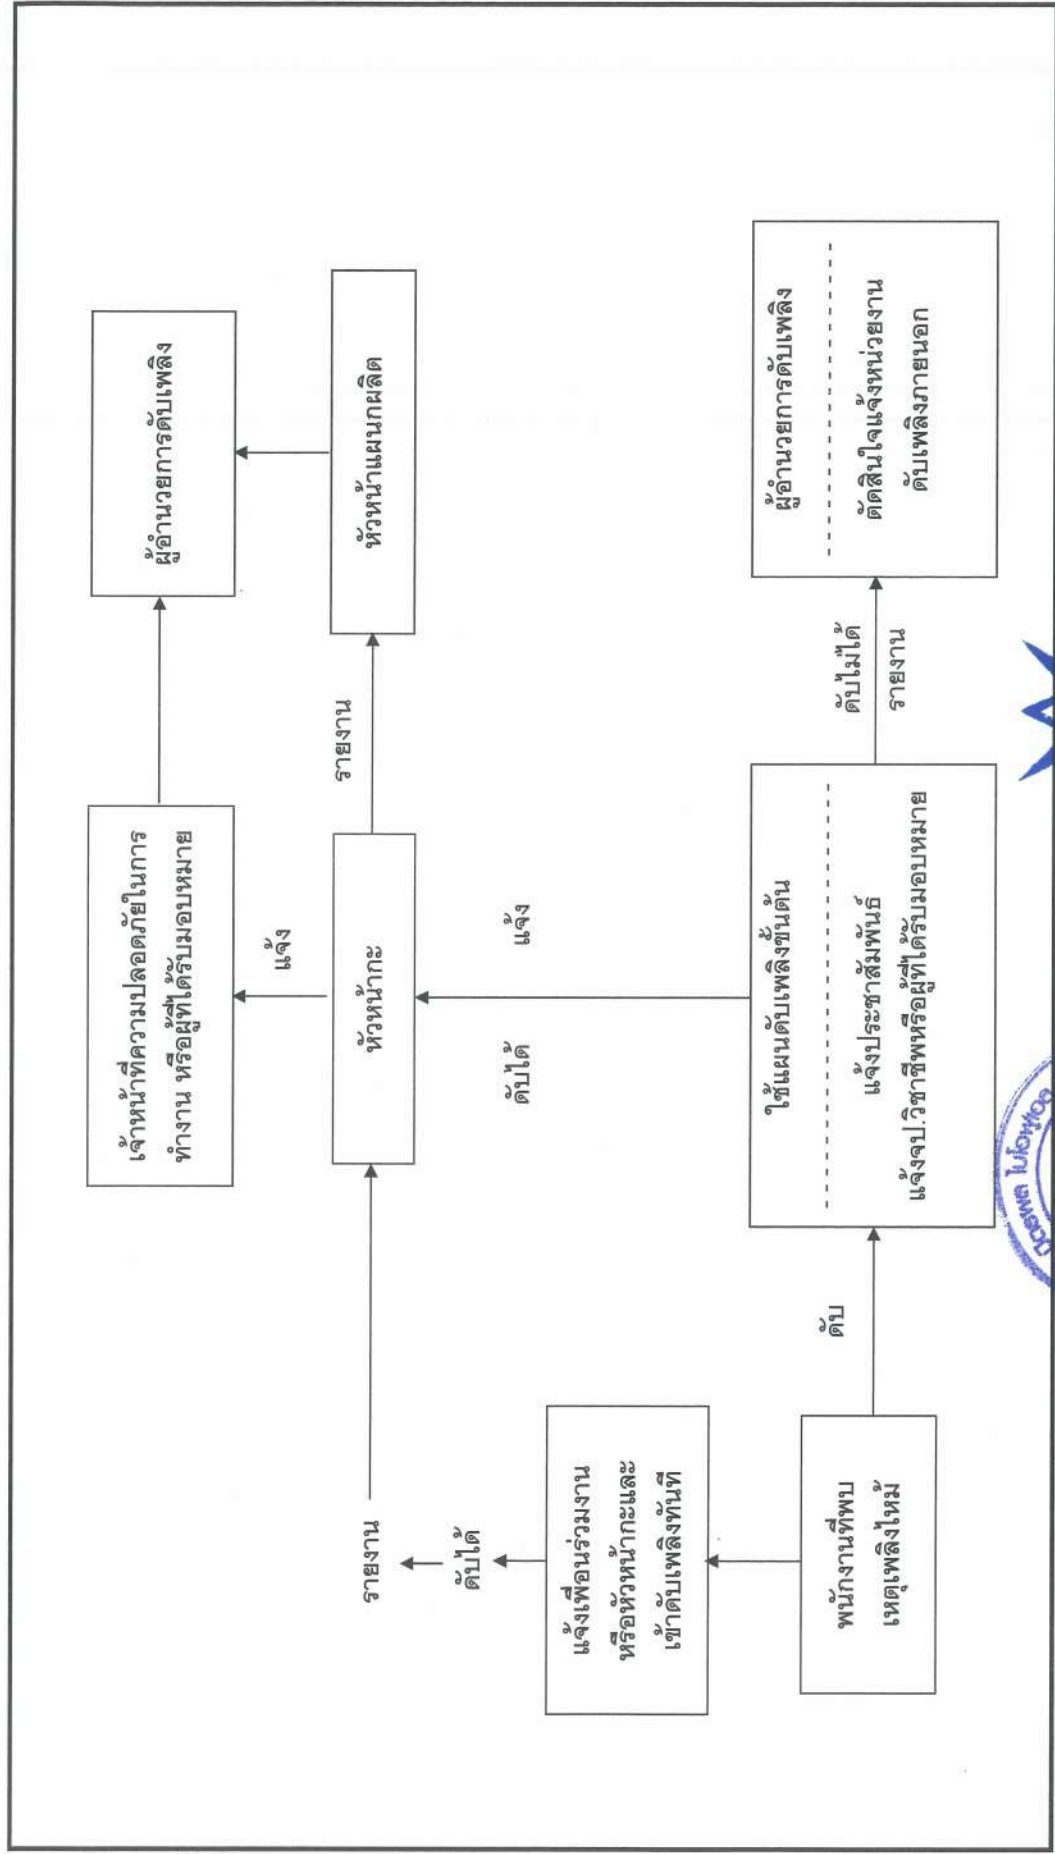 เจ้าหน้าที่ความปลอดภัยในการ
ทำงาน หรือผู้ที่ได้รับมอบหมาย
ผู้อำนวยการดับเพลิง
แจ้ง
รายงาน
หัวหน้ากะ
รายงาน
หัวหน้าแผนกผลิต
ดับได้
ดับได้
แจ้ง
แจ้งเพื่อนร่วมงาน
หรือหัวหน้ากะและ
เข้าดับเพลิงทันที
พนักงานที่พบ
เหตุเพลิงไหม้
ดับ
ใช้แผนดับเพลิงขั้นต้น
แจ้งประชาสัมพันธ์
แจ้งจป.วิชาชีพหรือผู้ที่ได้รับมอบหมาย
ดับไม่ได้
รายงาน
ผู้อำนวยการดับเพลิง
ตัดสินใจแจ้งหน่วยงาน
ดับเพลิงภายนอก